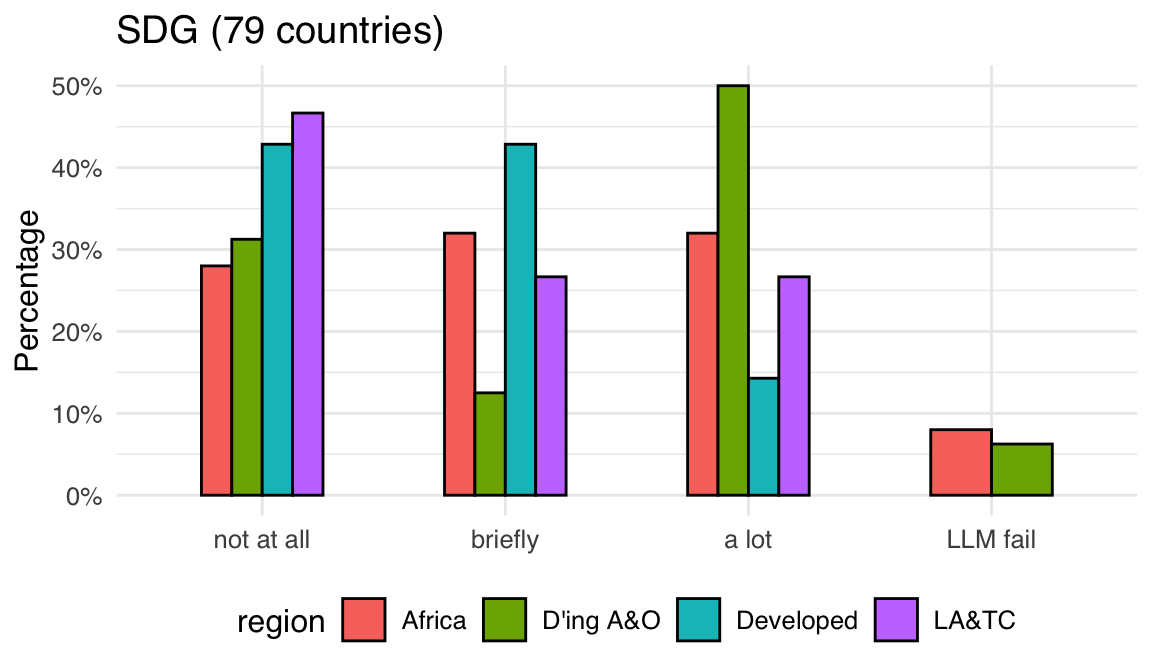 SDG (79 countries)
Percentage
50%
40%
30%
20%
10%
0%
not at all briefly a lot LLM fail
region Africa D'ing A&O Developed LA&TC